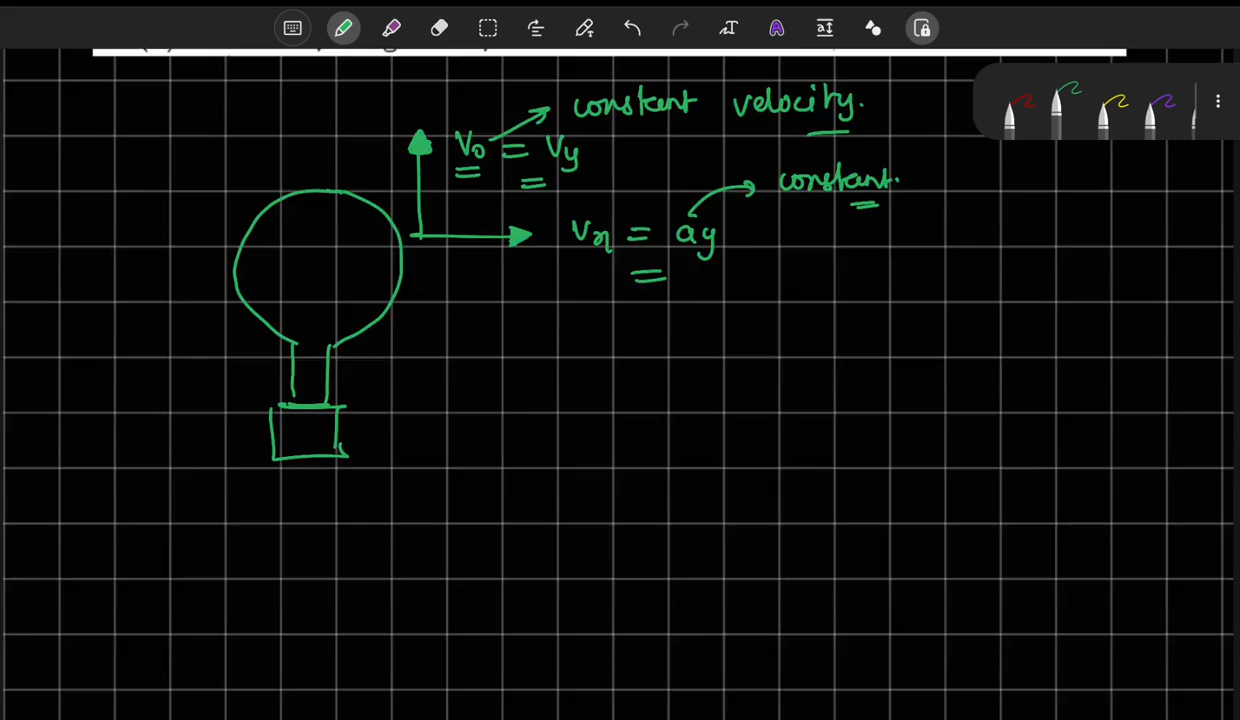 constant velocity.
v₀ = vy
constant.
vx = ay